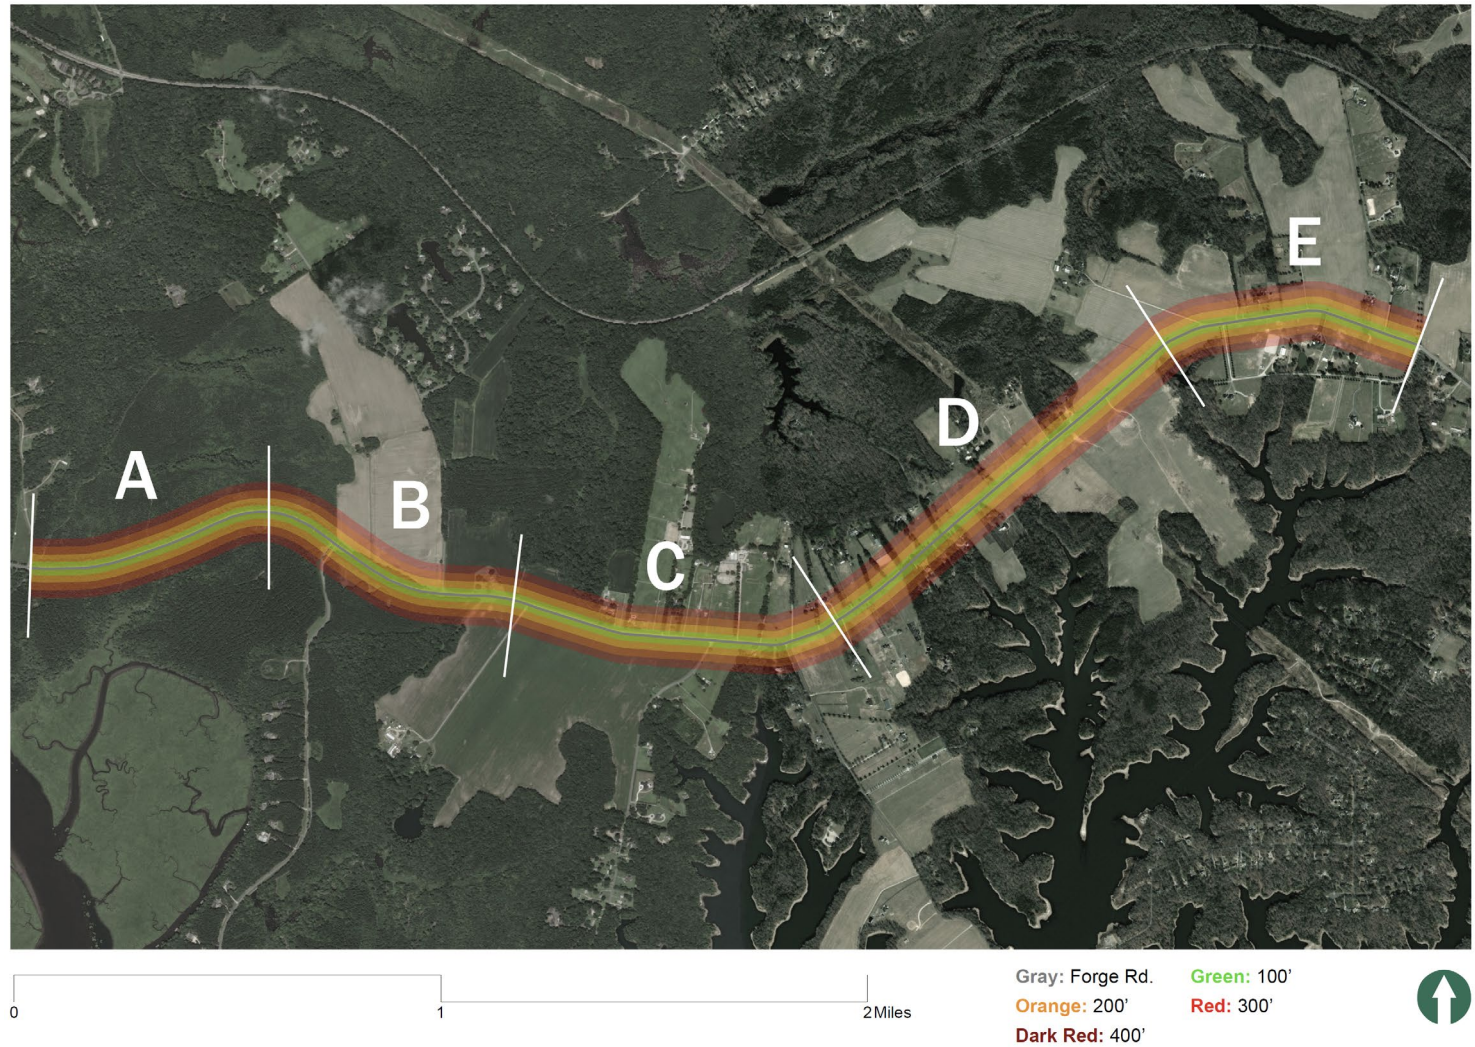 E
D
A
B
C
0
1
2 Miles
Gray: Forge Rd.
Green: 100'
Orange: 200'
Red: 300'
Dark Red: 400'